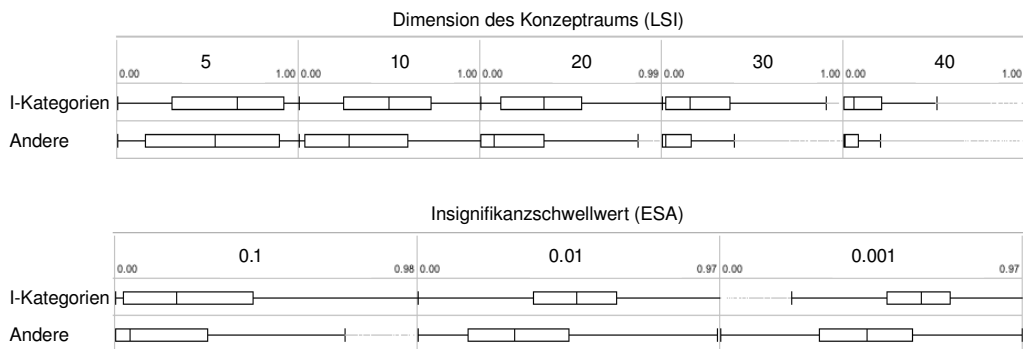 Dimension des Konzeptraums (LSI)
5 10 20 30 40
0.00 1.00 0.00 1.00 0.00 0.99 0.00 1.00 0.00 1.00
I-Kategorien
Andere
Insignifikanzschwellwert (ESA)
0.1 0.01 0.001
0.00 0.98 0.00 0.97 0.00 0.97
I-Kategorien
Andere